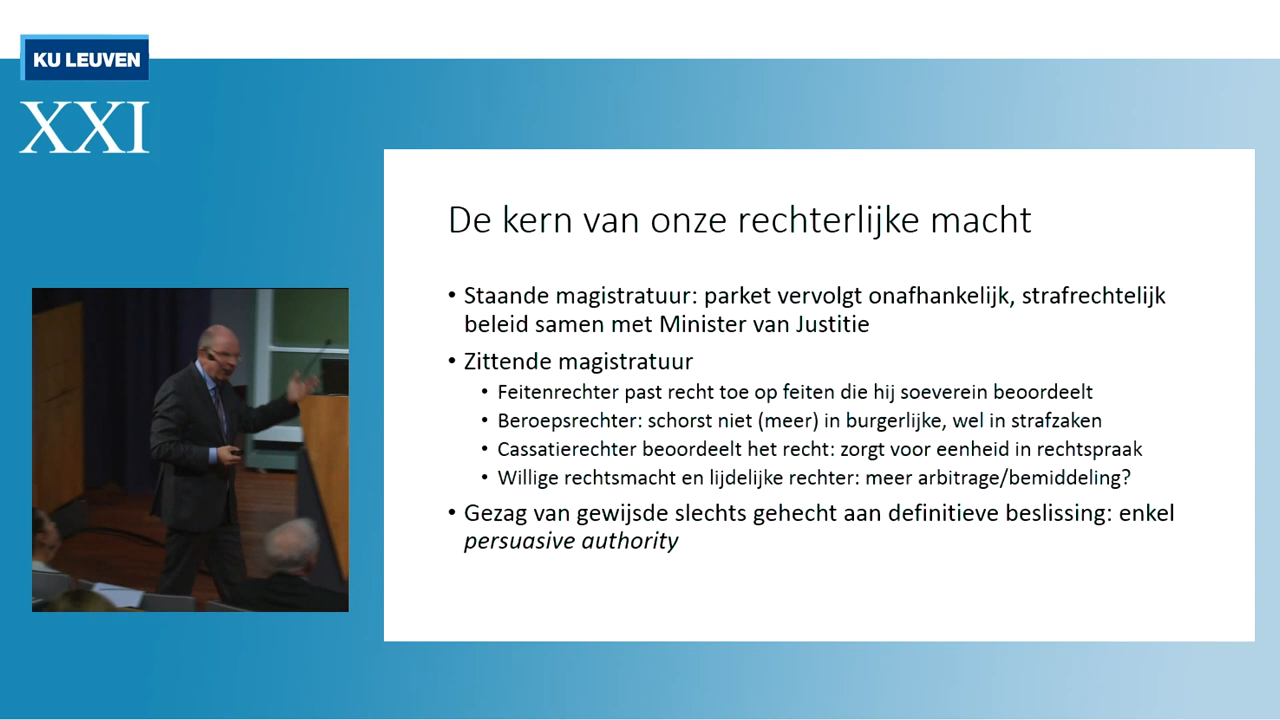 KU LEUVEN
XXI
De kern van onze rechterlijke macht
• Staande magistratuur: parket vervolgt onafhankelijk, strafrechtelijk
beleid samen met Minister van Justitie
• Zittende magistratuur
• Feitenrechter past recht toe op feiten die hij soeverein beoordeelt
• Beroepsrechter: schorst niet (meer) in burgerlijke, wel in strafzaken
• Cassatierechter beoordeelt het recht: zorgt voor eenheid in rechtspraak
• Willige rechtsmacht en lijdelijke rechter: meer arbitrage/bemiddeling?
• Gezag van gewijsde slechts gehecht aan definitieve beslissing: enkel
persuasive authority